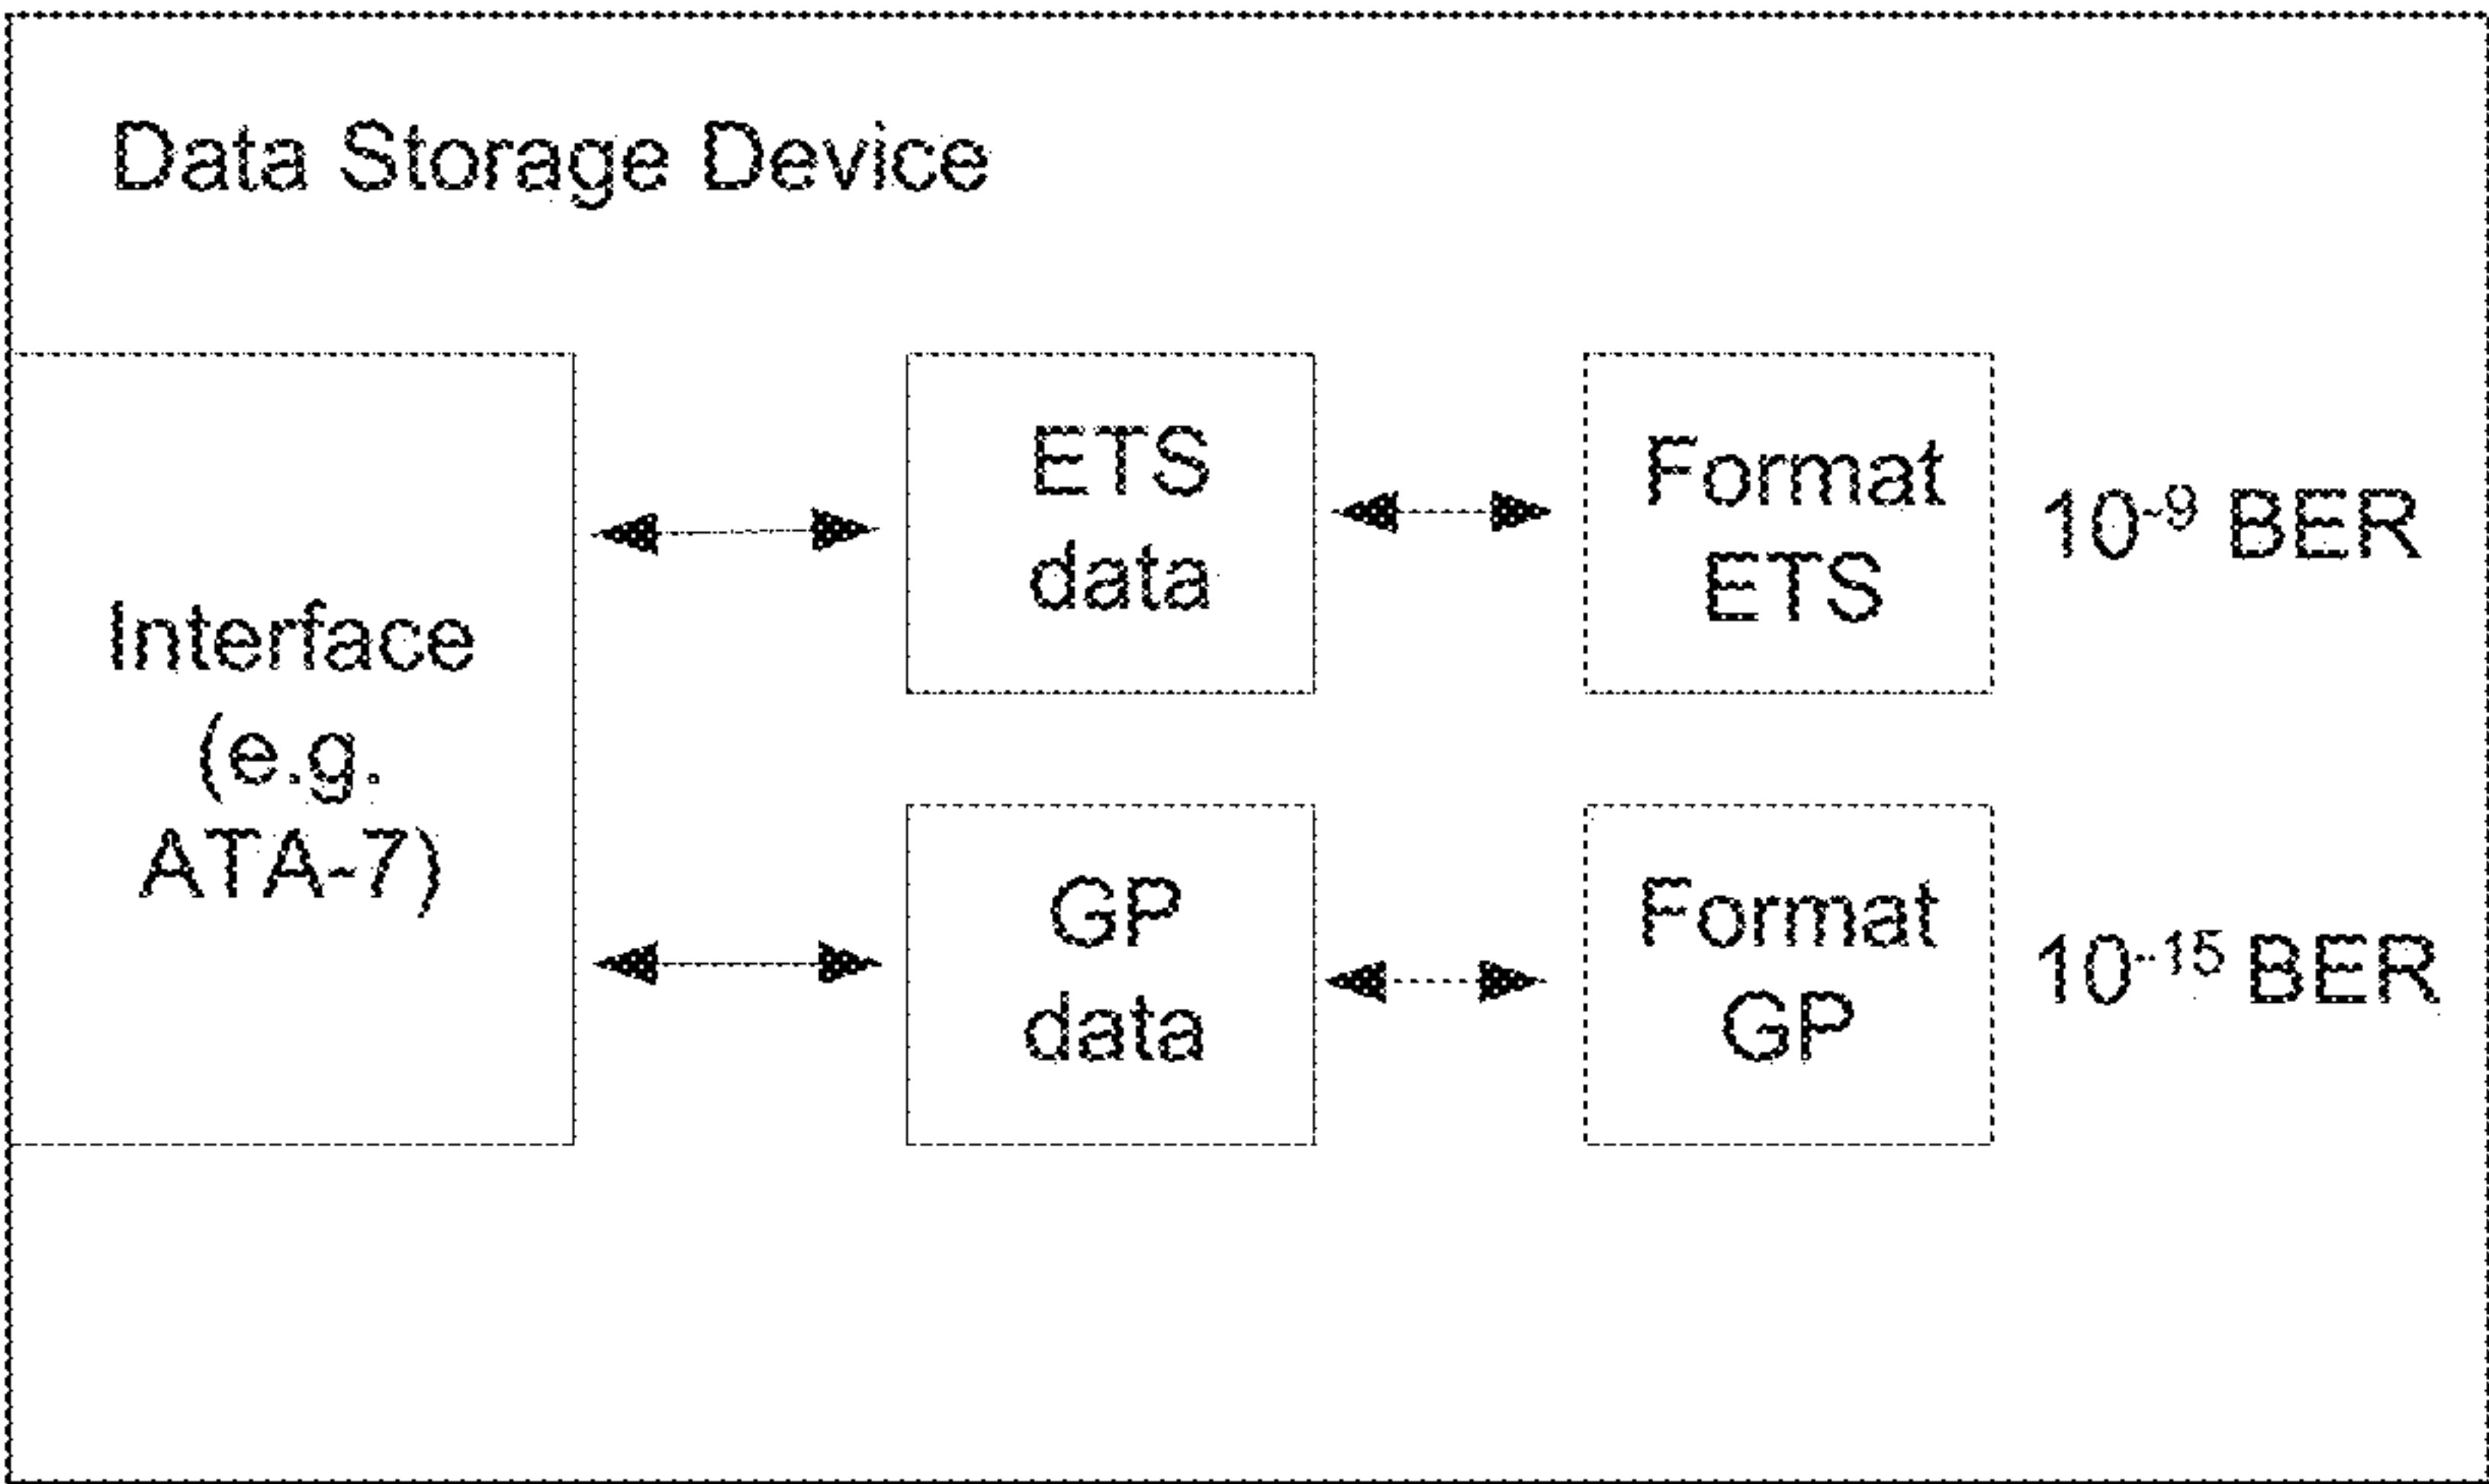 Data Storage Device
Interface
(e.g.
ATA-7)
ETS
data
Format
ETS
10⁻⁹ BER
GP
data
Format
GP
10⁻¹⁵ BER